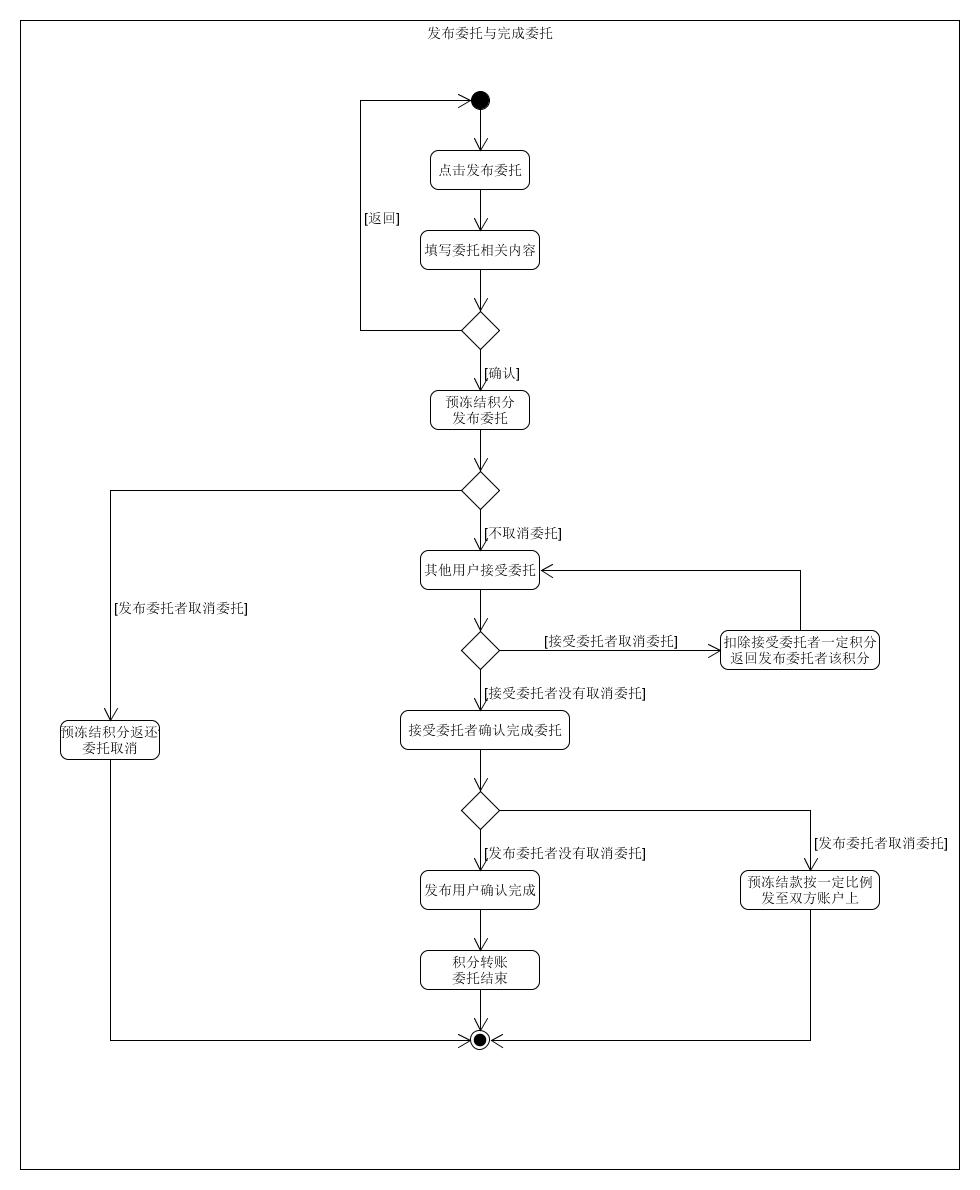 发布委托与完成委托
点击发布委托
[返回]
填写委托相关内容
[确认]
预冻结积分
发布委托
[不取消委托]
其他用户接受委托
[发布委托者取消委托]
[接受委托者取消委托]
扣除接受委托者一定积分
返回发布委托者该积分
[接受委托者没有取消委托]
接受委托者确认完成委托
预冻结积分返还
委托取消
[发布委托者取消委托]
[发布委托者没有取消委托]
发布用户确认完成
预冻结款按一定比例
发至双方账户上
积分转账
委托结束